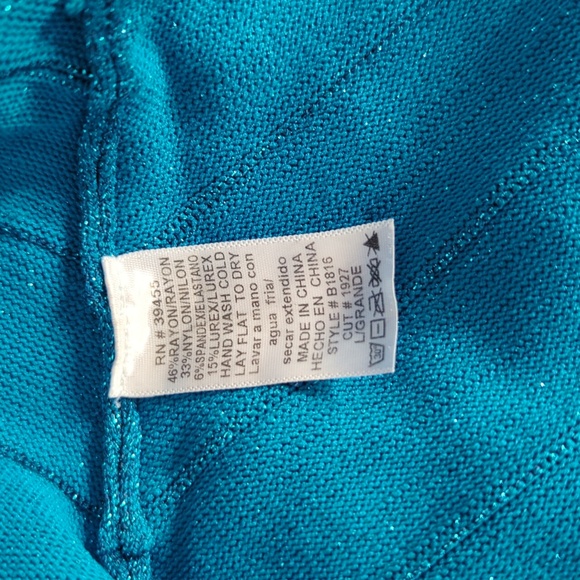 RN # 39455
46%RAYON/RAYON
33%NYLON/NILON
6%SPANDEX/ELASTANO
15%LUREX/LUREX
HAND WASH COLD
LAY FLAT TO DRY
Lavar a mano con
agua fria/
secar extendido
MADE IN CHINA
HECHO EN CHINA
STYLE # B1816
CUT # 1927
L/GRANDE